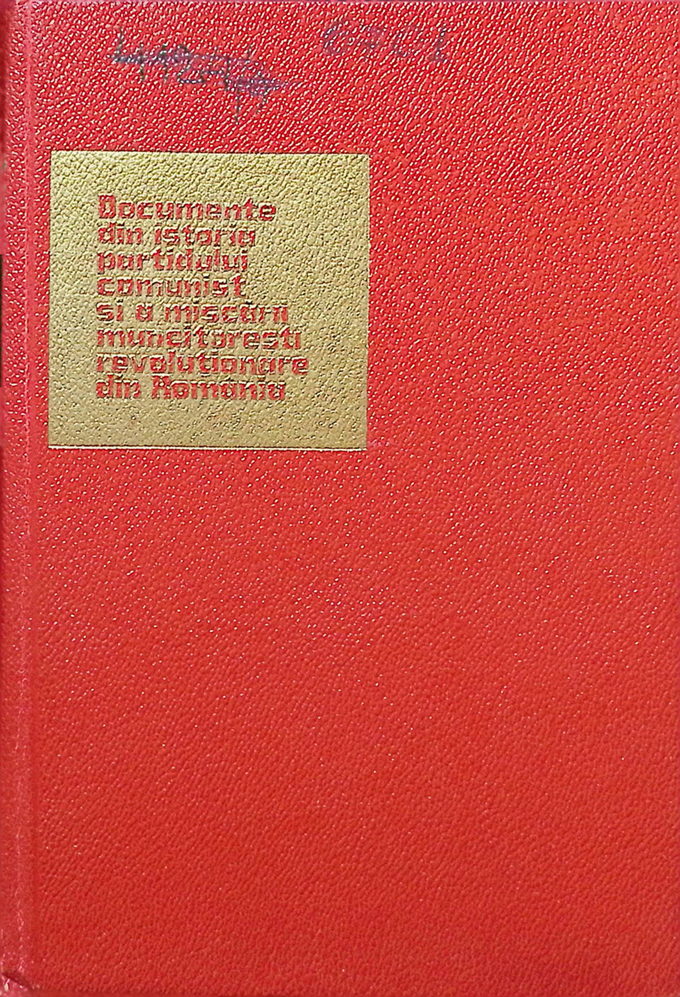 Documente
din istoria
partidului
comunist
si a miscarii
muncitoresti
revolutionare
din Romania